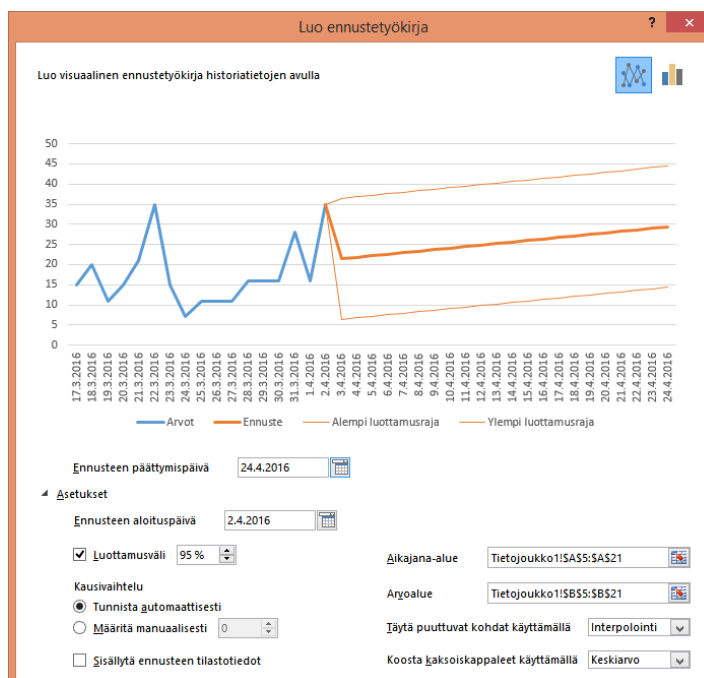 Luo ennustetyökirja
?
×
Luo visuaalinen ennustetyökirja historiatietojen avulla
50
45
40
35
30
25
20
15
10
5
0
17.3.2016 18.3.2016 19.3.2016 20.3.2016 21.3.2016 22.3.2016 23.3.2016 24.3.2016 25.3.2016 26.3.2016 27.3.2016 28.3.2016 29.3.2016 30.3.2016 31.3.2016 1.4.2016 2.4.2016 3.4.2016 4.4.2016 5.4.2016 6.4.2016 7.4.2016 8.4.2016 9.4.2016 10.4.2016 11.4.2016 12.4.2016 13.4.2016 14.4.2016 15.4.2016 16.4.2016 17.4.2016 18.4.2016 19.4.2016 20.4.2016 21.4.2016 22.4.2016 23.4.2016 24.4.2016
Arvot Ennuste Alempi luottamusraja Ylempi luottamusraja
Ennusteen päättymispäivä 24.4.2016
Asetukset
Ennusteen aloituspäivä 2.4.2016
Luottamusväli 95 %
Aikajana-alue Tietojoukko1!$A$5:$A$21
Kausivaihtelu
Arvoalue Tietojoukko1!$B$5:$B$21
Tunnista automaattisesti
Määritä manuaalisesti 0
Täytä puuttuvat kohdat käyttämällä Interpolointi
Sisällytä ennusteen tilastotiedot
Koosta kaksoiskappaleet käyttämällä Keskiarvo